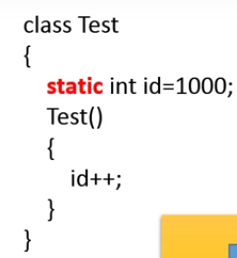 class Test
{
static int id=1000;
Test()
{
id++;
}
}